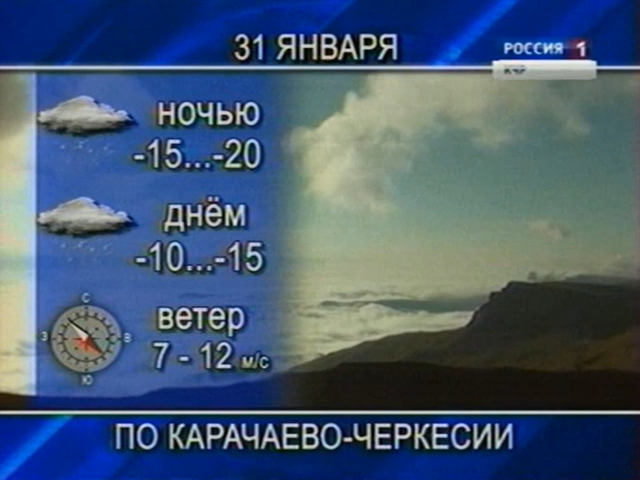 31 ЯНВАРЯ
РОССИЯ 1
КЧР
ночью
-15...-20
днём
-10...-15
ветер
7 - 12 м/с
С
З
В
Ю
ПО КАРАЧАЕВО-ЧЕРКЕСИИ